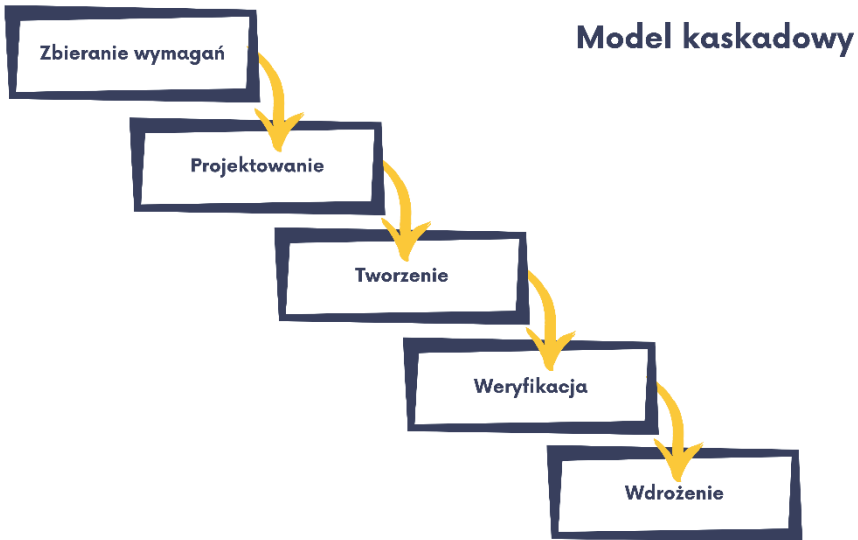 Model kaskadowy
Zbieranie wymagań
Projektowanie
Tworzenie
Weryfikacja
Wdrożenie